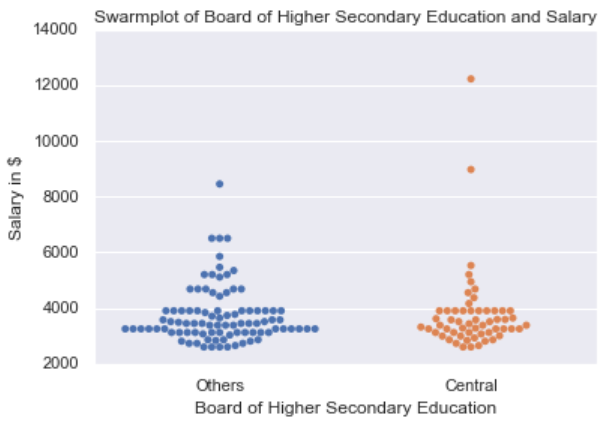 Swarmplot of Board of Higher Secondary Education and Salary
14000
12000
10000
8000
6000
4000
2000
Salary in $
Others Central
Board of Higher Secondary Education